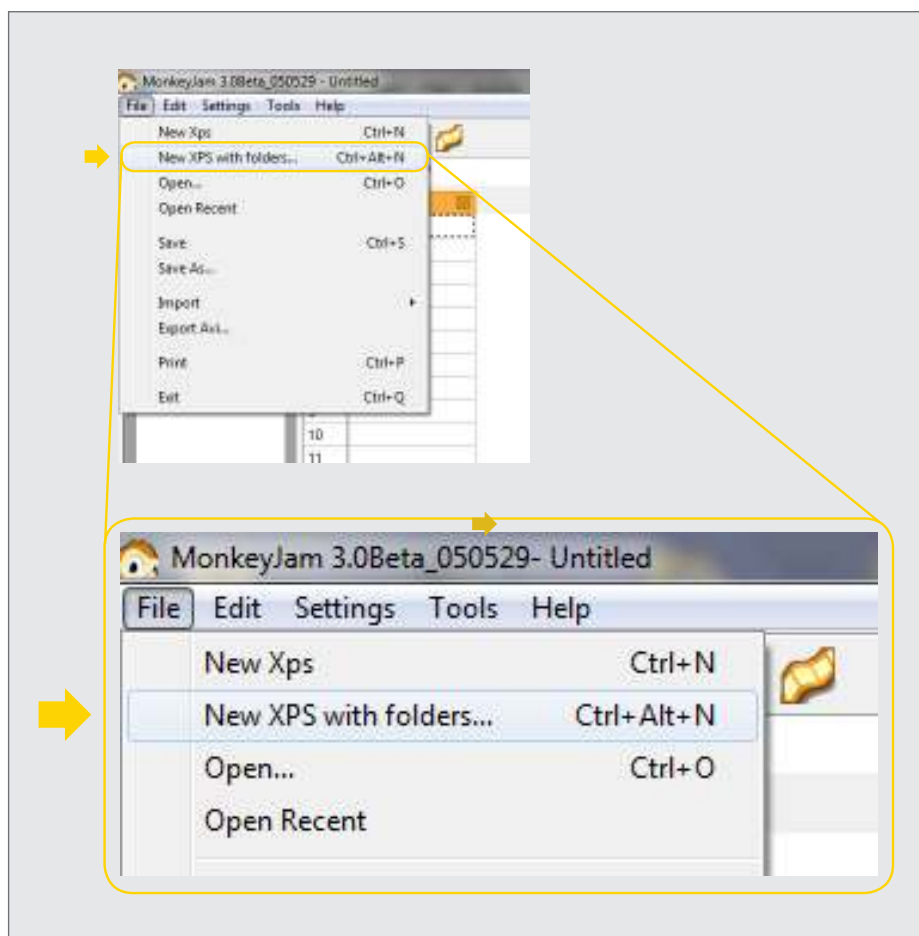 MonkeyJam 3.0Beta_050529 - Untitled
File Edit Settings Tools Help
New Xps Ctrl+N
New XPS with folders... Ctrl+Alt+N
Open... Ctrl+O
Open Recent
Save Ctrl+S
Save As...
Import
Export Avi...
Print Ctrl+P
Exit Ctrl+Q
10
11
MonkeyJam 3.0Beta_050529- Untitled
File Edit Settings Tools Help
New Xps Ctrl+N
New XPS with folders... Ctrl+Alt+N
Open... Ctrl+O
Open Recent